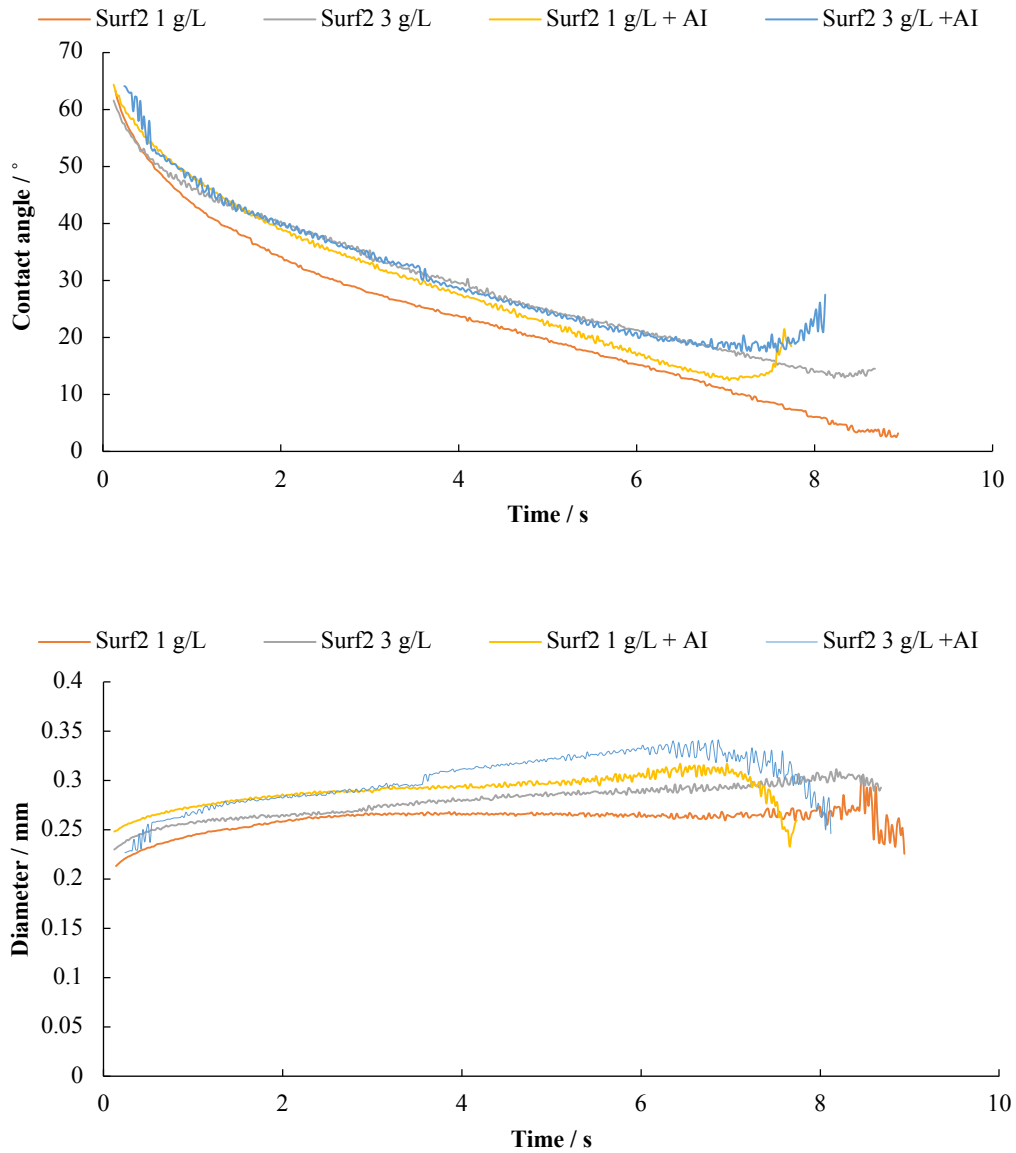 Surf2 1 g/L Surf2 3 g/L Surf2 1 g/L + AI Surf2 3 g/L +AI
70
60
50
40
30
20
10
0
Contact angle / °
0 2 4 6 8 10
Time / s
Surf2 1 g/L Surf2 3 g/L Surf2 1 g/L + AI Surf2 3 g/L +AI
0.4
0.35
0.3
0.25
0.2
0.15
0.1
0.05
0
Diameter / mm
0 2 4 6 8 10
Time / s